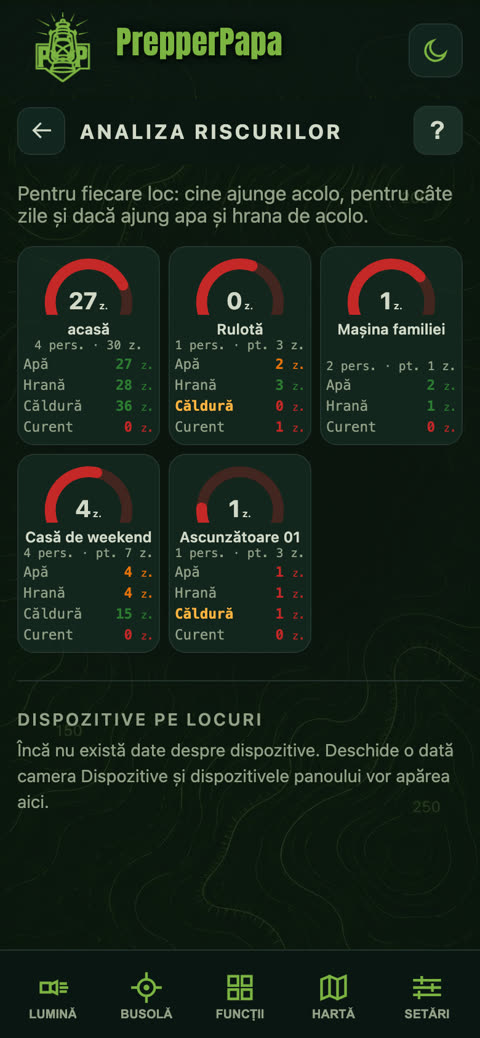 PrepperPapa
ANALIZA RISCURILOR
?
Pentru fiecare loc: cine ajunge acolo, pentru câte
zile și dacă ajung apa și hrana de acolo.
27 z.
acasă
4 pers. · 30 z.
Apă 27 z.
Hrană 28 z.
Căldură 36 z.
Curent 0 z.
0 z.
Rulotă
1 pers. · pt. 3 z.
Apă 2 z.
Hrană 3 z.
Căldură 0 z.
Curent 1 z.
1 z.
Mașina familiei
2 pers. · pt. 1 z.
Apă 2 z.
Hrană 1 z.
Curent 0 z.
4 z.
Casă de weekend
4 pers. · pt. 7 z.
Apă 4 z.
Hrană 4 z.
Căldură 15 z.
Curent 0 z.
1 z.
Ascunzătoare 01
1 pers. · pt. 3 z.
Apă 1 z.
Hrană 1 z.
Căldură 1 z.
Curent 0 z.
DISPOZITIVE PE LOCURI
150
Încă nu există date despre dispozitive. Deschide o dată
camera Dispozitive și dispozitivele panoului vor apărea
aici.
250
LUMINĂ
BUSOLĂ
FUNCȚII
HARTĂ
SETĂRI